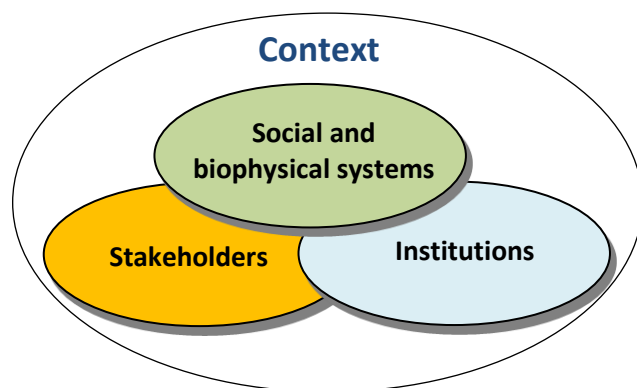 Context
Social and
biophysical systems
Stakeholders
Institutions